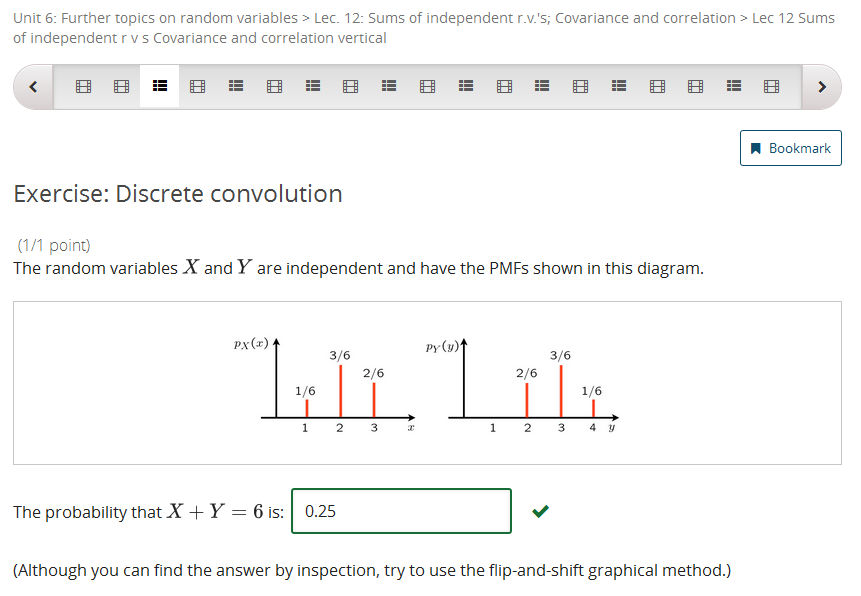 Unit 6: Further topics on random variables > Lec. 12: Sums of independent r.v.'s; Covariance and correlation > Lec 12 Sums
of independent r v s Covariance and correlation vertical
Bookmark
Exercise: Discrete convolution
(1/1 point)
The random variables X and Y are independent and have the PMFs shown in this diagram.
pX(x)
1/6
3/6
2/6
1 2 3 x
pY(y)
2/6
3/6
1/6
1 2 3 4 y
The probability that X + Y = 6 is: 0.25
(Although you can find the answer by inspection, try to use the flip-and-shift graphical method.)